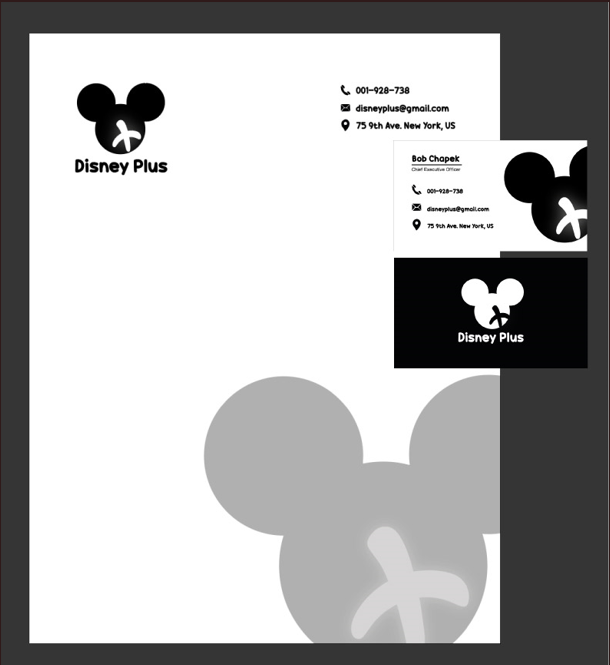 Disney Plus
001-928-738
disneyplus@gmail.com
75 9th Ave. New York, US
Bob Chapek
Chief Executive Officer
001-928-738
disneyplus@gmail.com
75 9th Ave. New York, US
Disney Plus